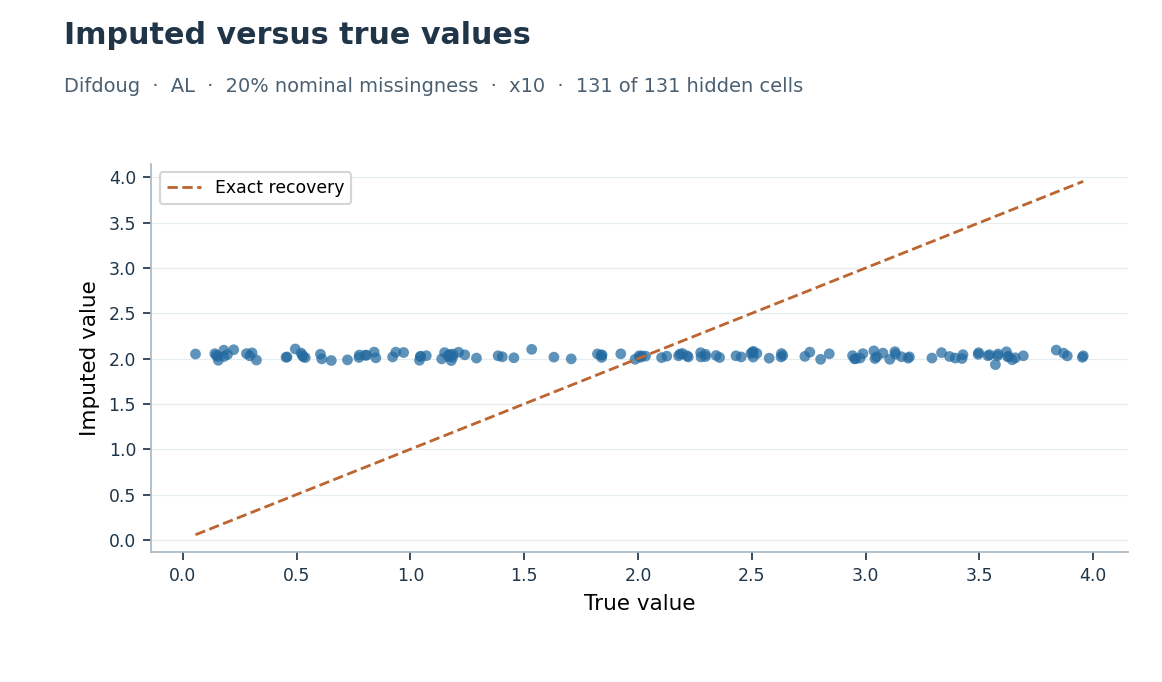 Imputed versus true values
Difdoug · AL · 20% nominal missingness · x10 · 131 of 131 hidden cells
Exact recovery
Imputed value
4.0
3.5
3.0
2.5
2.0
1.5
1.0
0.5
0.0
0.0 0.5 1.0 1.5 2.0 2.5 3.0 3.5 4.0
True value